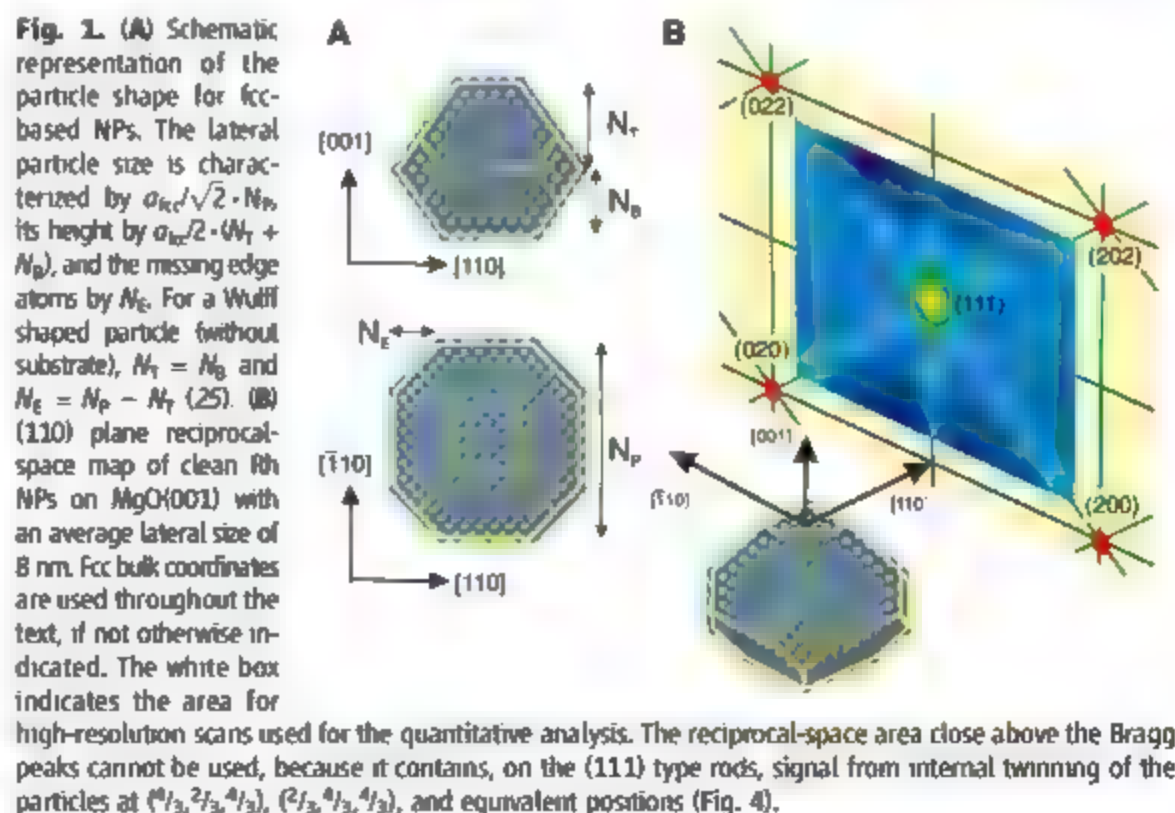 Fig. 1. (A) Schematic
representation of the
particle shape for fcc-
based NPs. The lateral
particle size is charac-
terized by a_fcc/√2·N_P,
its height by a_fcc/2·(N_T +
N_B), and the missing edge
atoms by N_E. For a Wulff
shaped particle (without
substrate), N_T = N_B and
N_E = N_P − N_T (25). (B)
(110) plane reciprocal-
space map of clean Rh
NPs on MgO(001) with
an average lateral size of
8 nm. Fcc bulk coordinates
are used throughout the
text, if not otherwise in-
dicated. The white box
indicates the area for
high-resolution scans used for the quantitative analysis. The reciprocal-space area close above the Bragg
peaks cannot be used, because it contains, on the (111) type rods, signal from internal twinning of the
particles at (4/3,2/3,4/3), (2/3,4/3,4/3), and equivalent positions (Fig. 4).
A
[001]
N_T
N_B
[110]
N_E
[1̄10]
N_P
[110]
B
(022)
(202)
(111)
(020)
[001]
[1̄10]
[110]
(200)